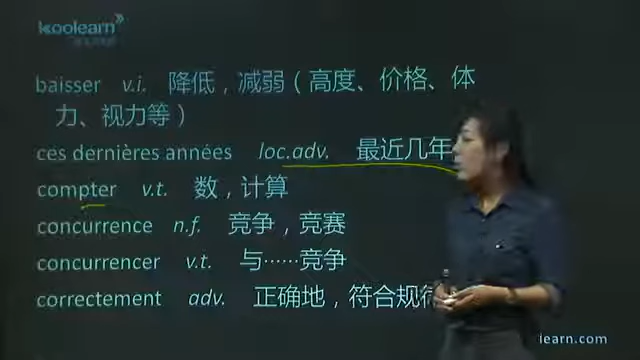 koolearn
baisser v.i. 降低，减弱（高度、价格、体
力、视力等）
ces dernières années loc.adv. 最近几年
compter v.t. 数，计算
concurrence n.f. 竞争，竞赛
concurrencer v.t. 与……竞争
correctement adv. 正确地，符合规
learn.com